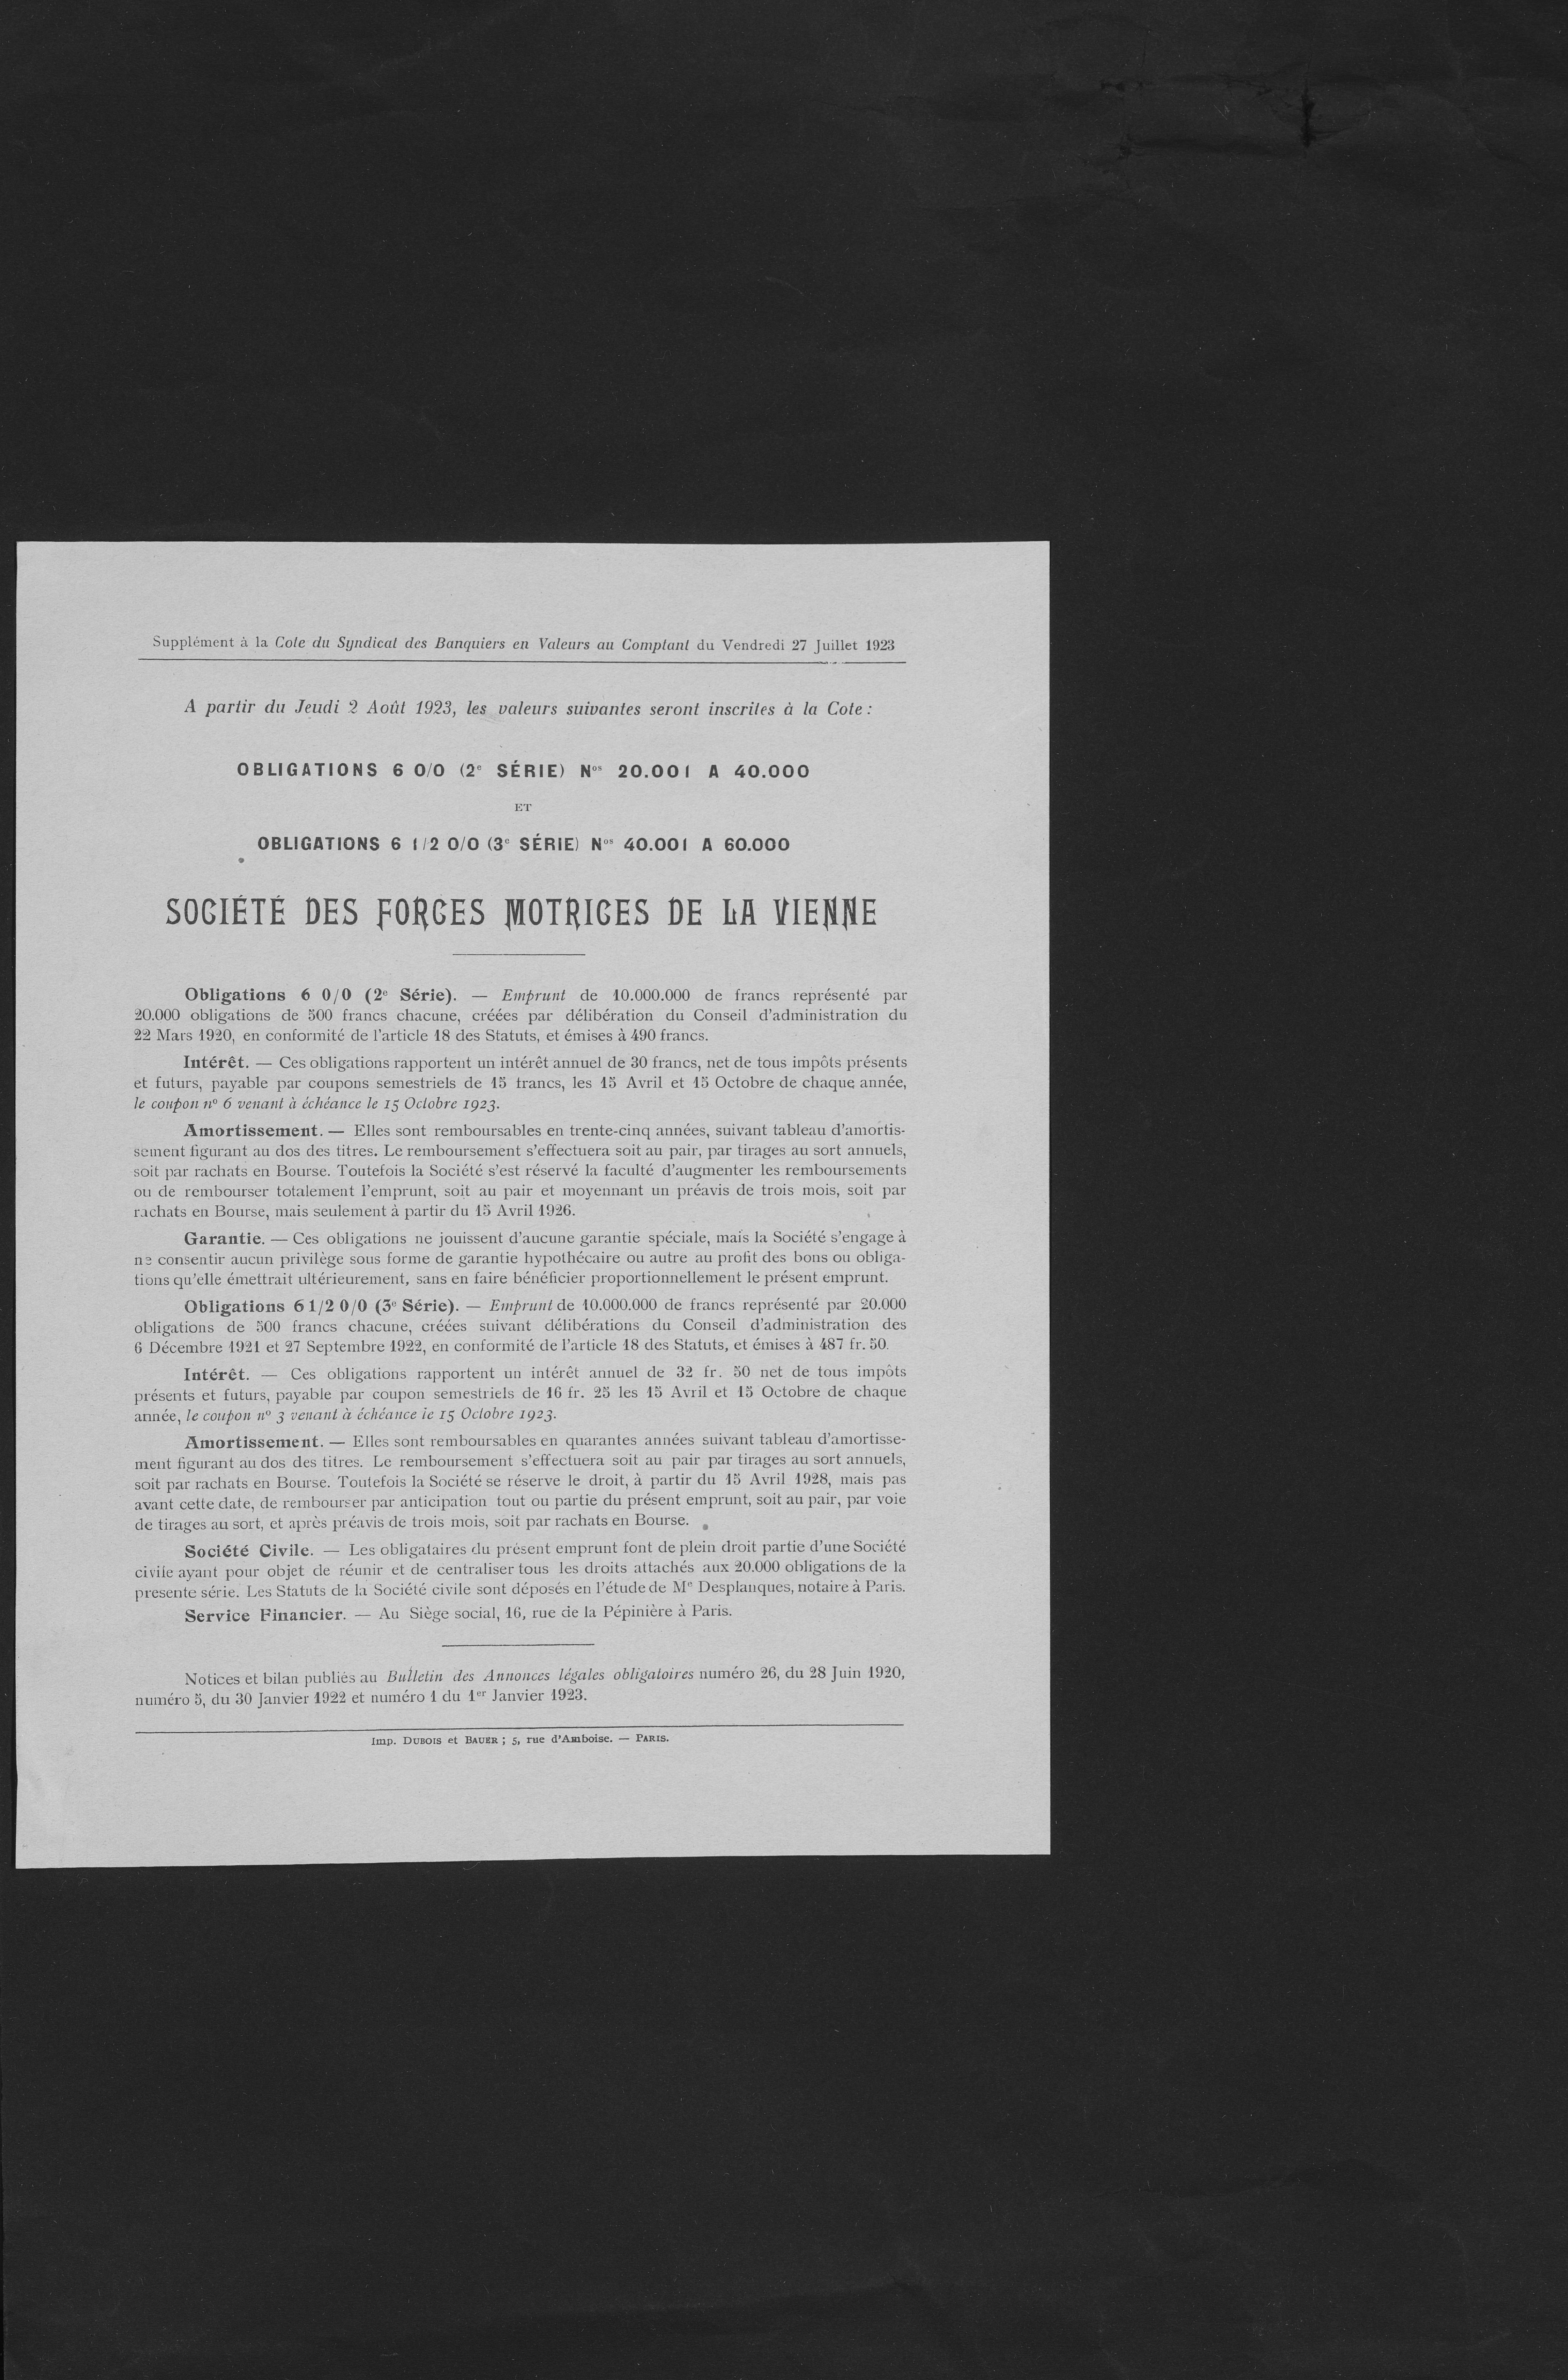 Supplément à la Cote du Syndicat des Banquiers en Valeurs au Comptant du Vendredi 27 Juillet 1923
A partir du Jeudi 2 Août 1923, les valeurs suivantes seront inscrites à la Cote :
OBLIGATIONS 6 0/0 (2e SÉRIE) Nos 20.001 A 40.000
ET
OBLIGATIONS 6 1/2 0/0 (3e SÉRIE) Nos 40.001 A 60.000
SOCIÉTÉ DES FORCES MOTRICES DE LA VIENNE
Obligations 6 0/0 (2e Série). — Emprunt de 10.000.000 de francs représenté par
20.000 obligations de 500 francs chacune, créées par délibération du Conseil d'administration du
22 Mars 1920, en conformité de l'article 18 des Statuts, et émises à 490 francs.
Intérêt. — Ces obligations rapportent un intérêt annuel de 30 francs, net de tous impôts présents
et futurs, payable par coupons semestriels de 15 francs, les 15 Avril et 15 Octobre de chaque année,
le coupon no 6 venant à échéance le 15 Octobre 1923.
Amortissement. — Elles sont remboursables en trente-cinq années, suivant tableau d'amortis-
sement figurant au dos des titres. Le remboursement s'effectuera soit au pair, par tirages au sort annuels,
soit par rachats en Bourse. Toutefois la Société s'est réservé la faculté d'augmenter les remboursements
ou de rembourser totalement l'emprunt, soit au pair et moyennant un préavis de trois mois, soit par
rachats en Bourse, mais seulement à partir du 15 Avril 1926.
Garantie. — Ces obligations ne jouissent d'aucune garantie spéciale, mais la Société s'engage à
ne consentir aucun privilège sous forme de garantie hypothécaire ou autre au profit des bons ou obliga-
tions qu'elle émettrait ultérieurement, sans en faire bénéficier proportionnellement le présent emprunt.
Obligations 6 1/2 0/0 (3e Série). — Emprunt de 10.000.000 de francs représenté par 20.000
obligations de 500 francs chacune, créées suivant délibérations du Conseil d'administration des
6 Décembre 1921 et 27 Septembre 1922, en conformité de l'article 18 des Statuts, et émises à 487 fr. 50.
Intérêt. — Ces obligations rapportent un intérêt annuel de 32 fr. 50 net de tous impôts
présents et futurs, payable par coupon semestriels de 16 fr. 25 les 15 Avril et 15 Octobre de chaque
année, le coupon no 3 venant à échéance le 15 Octobre 1923.
Amortissement. — Elles sont remboursables en quarantes années suivant tableau d'amortisse-
ment figurant au dos des titres. Le remboursement s'effectuera soit au pair par tirages au sort annuels,
soit par rachats en Bourse. Toutefois la Société se réserve le droit, à partir du 15 Avril 1928, mais pas
avant cette date, de rembourser par anticipation tout ou partie du présent emprunt, soit au pair, par voie
de tirages au sort, et après préavis de trois mois, soit par rachats en Bourse.
Société Civile. — Les obligataires du présent emprunt font de plein droit partie d'une Société
civile ayant pour objet de réunir et de centraliser tous les droits attachés aux 20.000 obligations de la
presente série. Les Statuts de la Société civile sont déposés en l'étude de Me Desplanques, notaire à Paris.
Service Financier. — Au Siège social, 16, rue de la Pépinière à Paris.
Notices et bilan publiés au Bulletin des Annonces légales obligatoires numéro 26, du 28 Juin 1920,
numéro 5, du 30 Janvier 1922 et numéro 1 du 1er Janvier 1923.
Imp. DUBOIS et BAUER ; 5, rue d'Amboise. — PARIS.